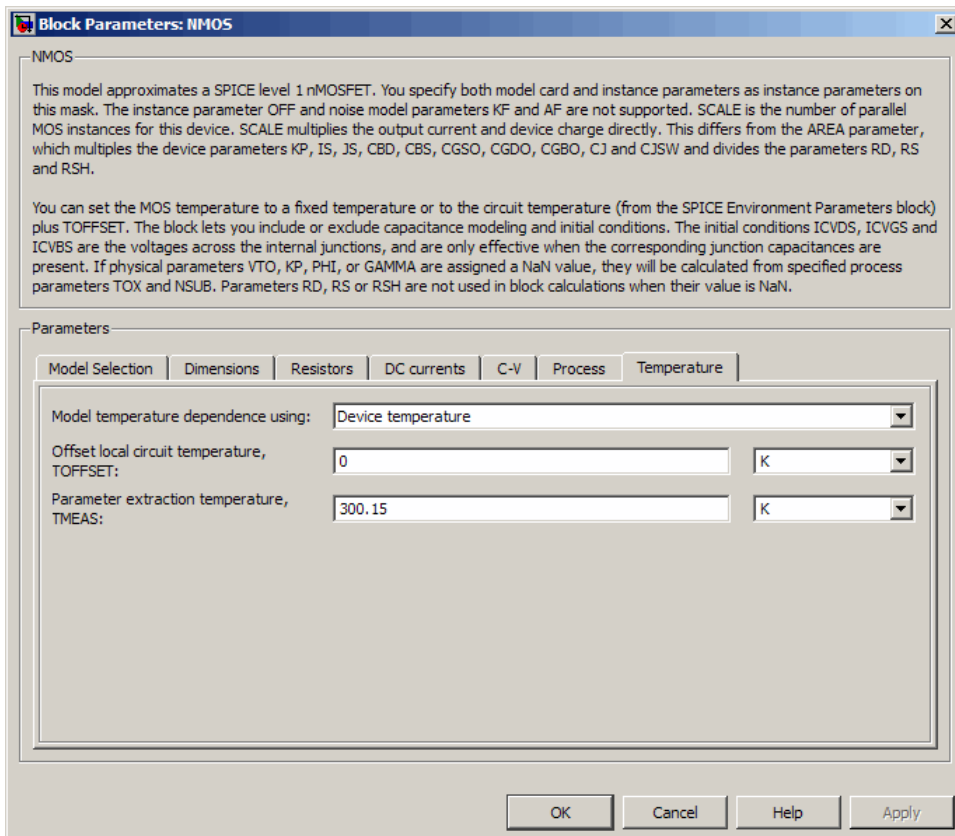 Block Parameters: NMOS
NMOS
This model approximates a SPICE level 1 nMOSFET. You specify both model card and instance parameters as instance parameters on
this mask. The instance parameter OFF and noise model parameters KF and AF are not supported. SCALE is the number of parallel
MOS instances for this device. SCALE multiplies the output current and device charge directly. This differs from the AREA parameter,
which multiples the device parameters KP, IS, JS, CBD, CBS, CGSO, CGDO, CGBO, CJ and CJSW and divides the parameters RD, RS
and RSH.
You can set the MOS temperature to a fixed temperature or to the circuit temperature (from the SPICE Environment Parameters block)
plus TOFFSET. The block lets you include or exclude capacitance modeling and initial conditions. The initial conditions ICVDS, ICVGS and
ICVBS are the voltages across the internal junctions, and are only effective when the corresponding junction capacitances are
present. If physical parameters VTO, KP, PHI, or GAMMA are assigned a NaN value, they will be calculated from specified process
parameters TOX and NSUB. Parameters RD, RS or RSH are not used in block calculations when their value is NaN.
Parameters
Model Selection Dimensions Resistors DC currents C-V Process Temperature
Model temperature dependence using: Device temperature
Offset local circuit temperature,
TOFFSET: 0 K
Parameter extraction temperature,
TMEAS: 300.15 K
OK Cancel Help Apply